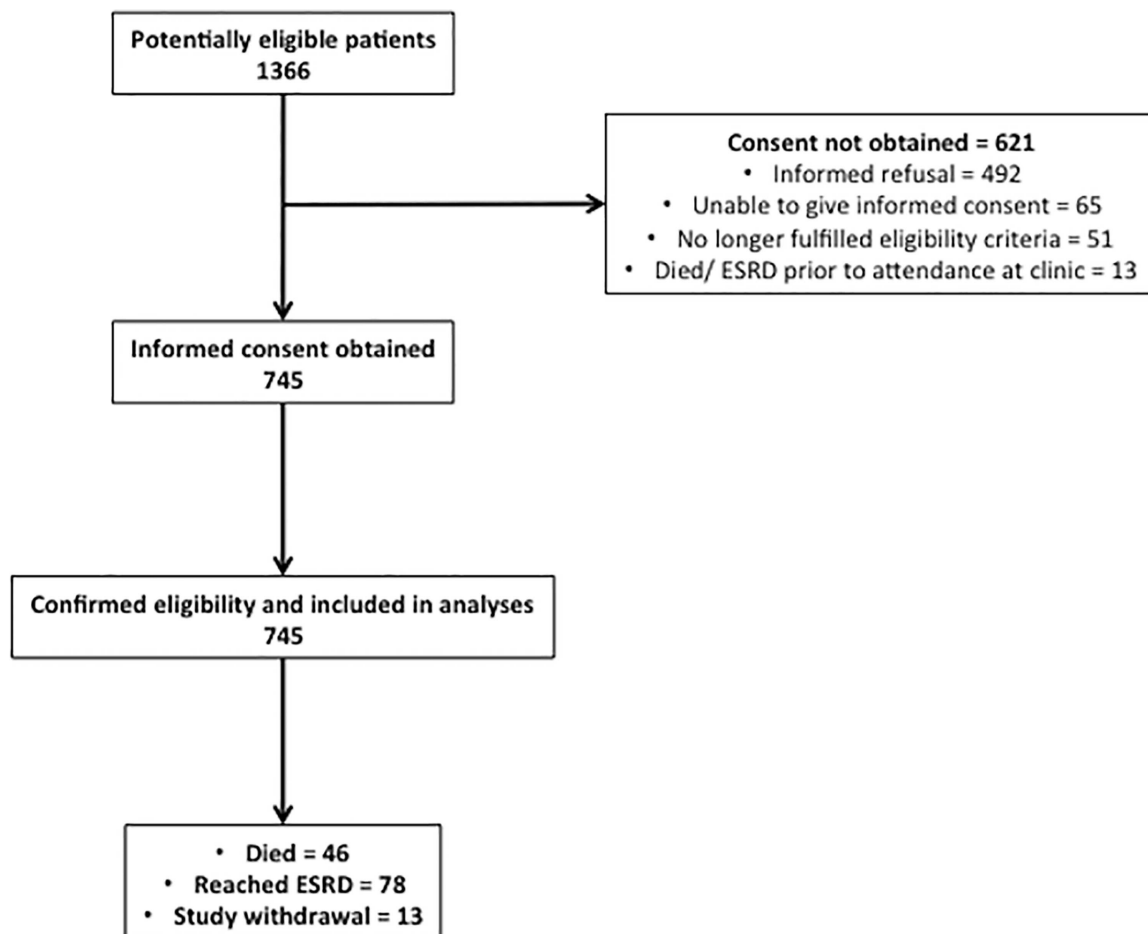 Potentially eligible patients
1366
Consent not obtained = 621
• Informed refusal = 492
• Unable to give informed consent = 65
• No longer fulfilled eligibility criteria = 51
• Died/ ESRD prior to attendance at clinic = 13
Informed consent obtained
745
Confirmed eligibility and included in analyses
745
• Died = 46
• Reached ESRD = 78
• Study withdrawal = 13